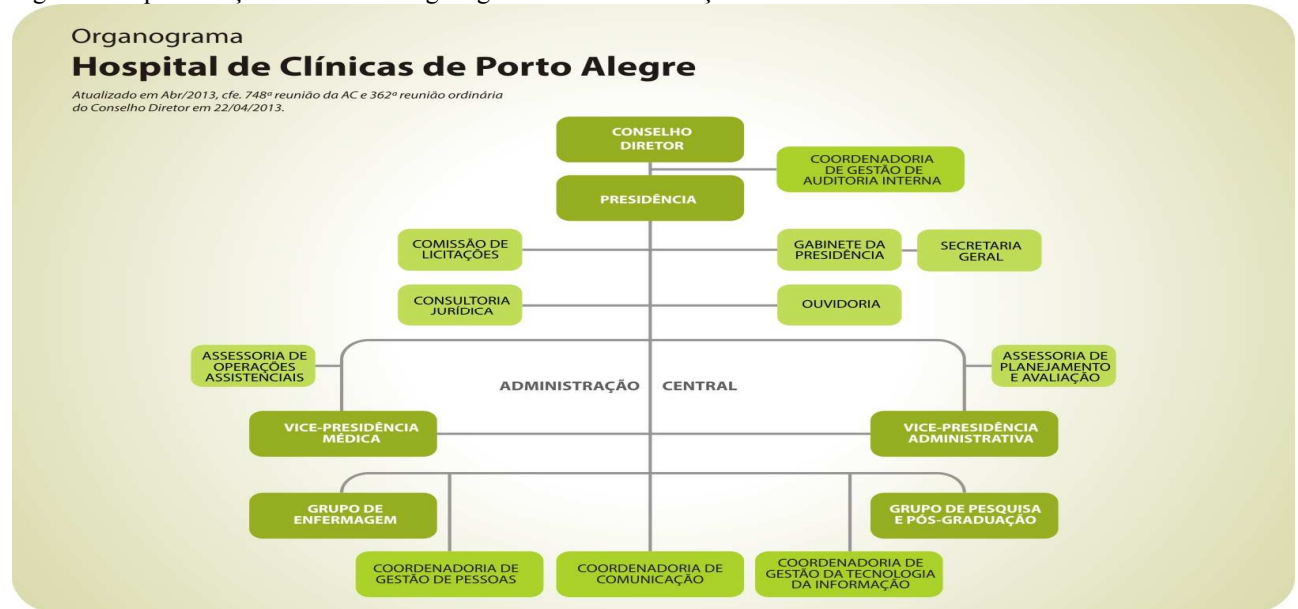 Organograma
Hospital de Clínicas de Porto Alegre
Atualizado em Abr/2013, cfe. 748ª reunião da AC e 362ª reunião ordinária
do Conselho Diretor em 22/04/2013.
CONSELHO
DIRETOR
COORDENADORIA
DE GESTÃO DE
AUDITORIA INTERNA
PRESIDÊNCIA
COMISSÃO DE
LICITAÇÕES
GABINETE DA
PRESIDÊNCIA
SECRETARIA
GERAL
CONSULTORIA
JURÍDICA
OUVIDORIA
ASSESSORIA DE
OPERAÇÕES
ASSISTENCIAIS
ADMINISTRAÇÃO CENTRAL
ASSESSORIA DE
PLANEJAMENTO
E AVALIAÇÃO
VICE-PRESIDÊNCIA
MÉDICA
VICE-PRESIDÊNCIA
ADMINISTRATIVA
GRUPO DE
ENFERMAGEM
GRUPO DE PESQUISA
E PÓS-GRADUAÇÃO
COORDENADORIA DE
GESTÃO DE PESSOAS
COORDENADORIA DE
COMUNICAÇÃO
COORDENADORIA DE
GESTÃO DA TECNOLOGIA
DA INFORMAÇÃO